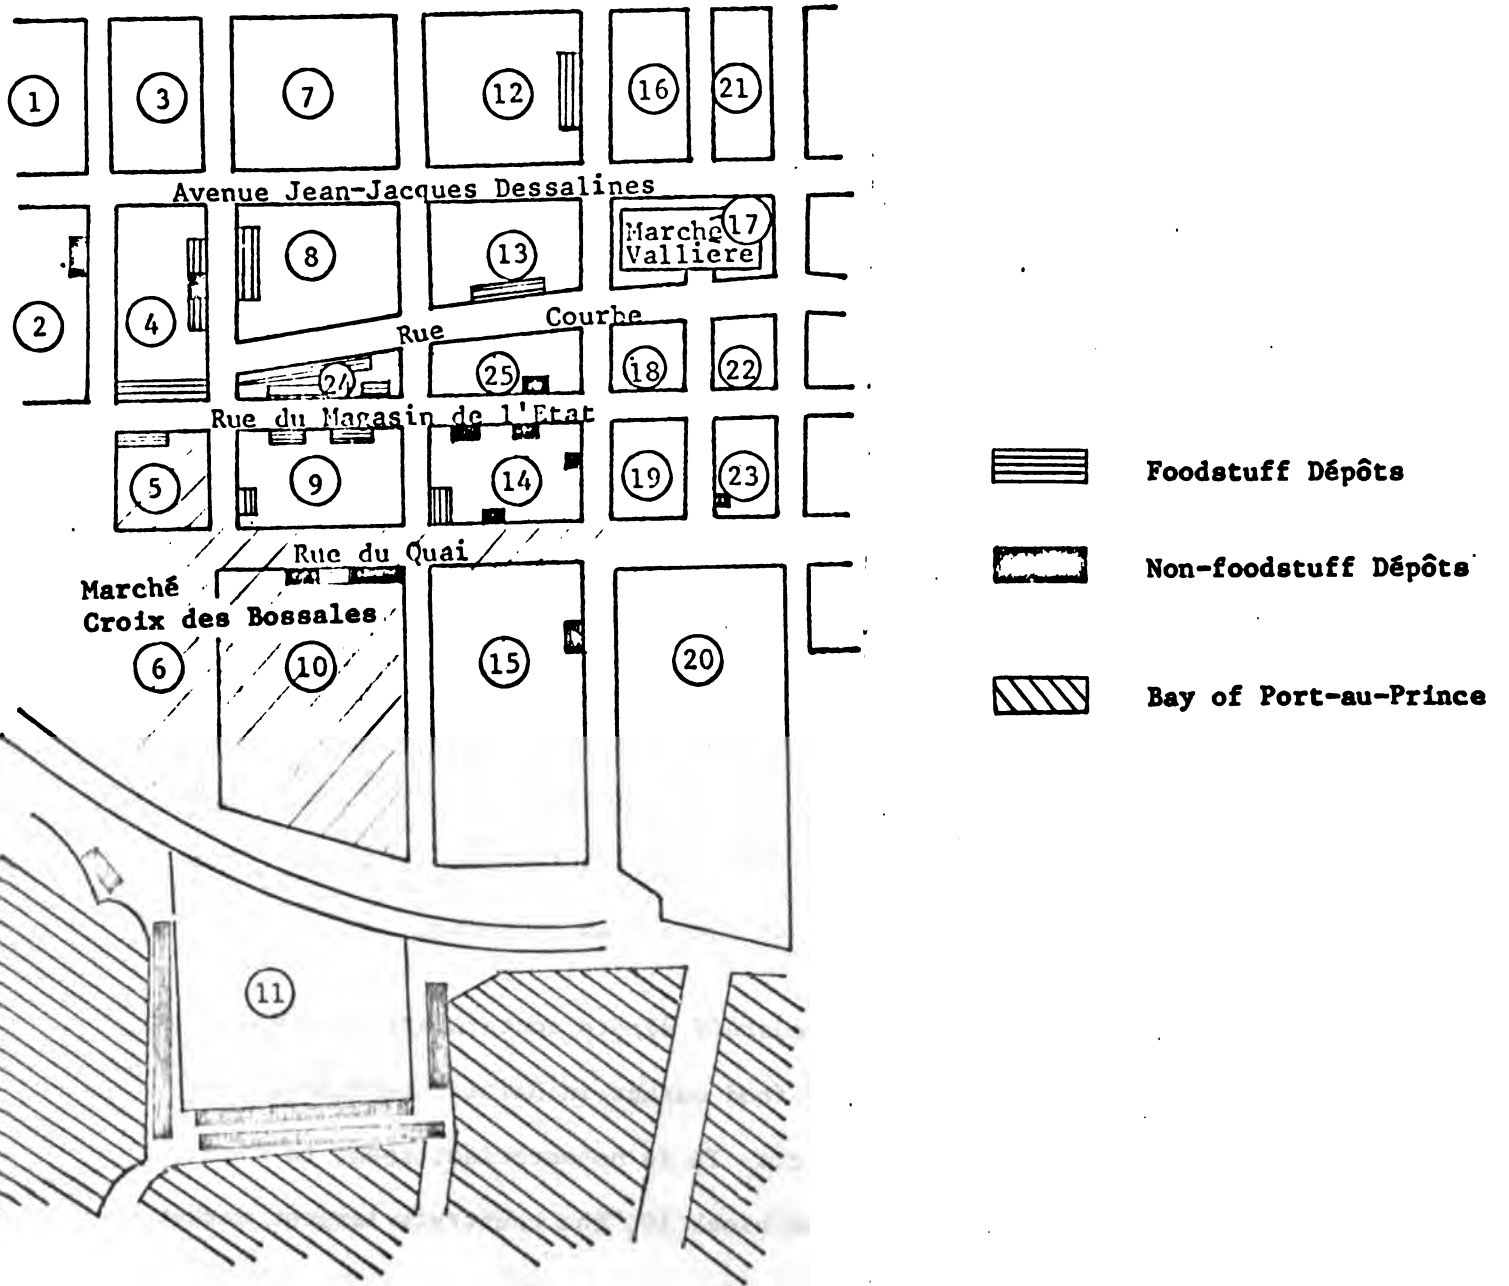 1
3
7
12
16
21
Avenue Jean-Jacques Dessalines
2
4
8
13
Marché
Vallière
17
Rue Courbe
24
25
18
22
Rue du Magasin de l'Etat
5
9
14
19
23
Foodstuff Dépôts
Rue du Quai
Non-foodstuff Dépôts
Marché
Croix des Bossales
6
10
15
20
Bay of Port-au-Prince
11